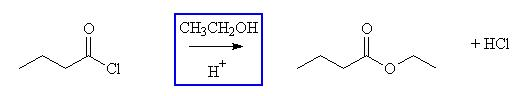 O
CH3CH2OH
O
+ HCl
Cl
H+
O